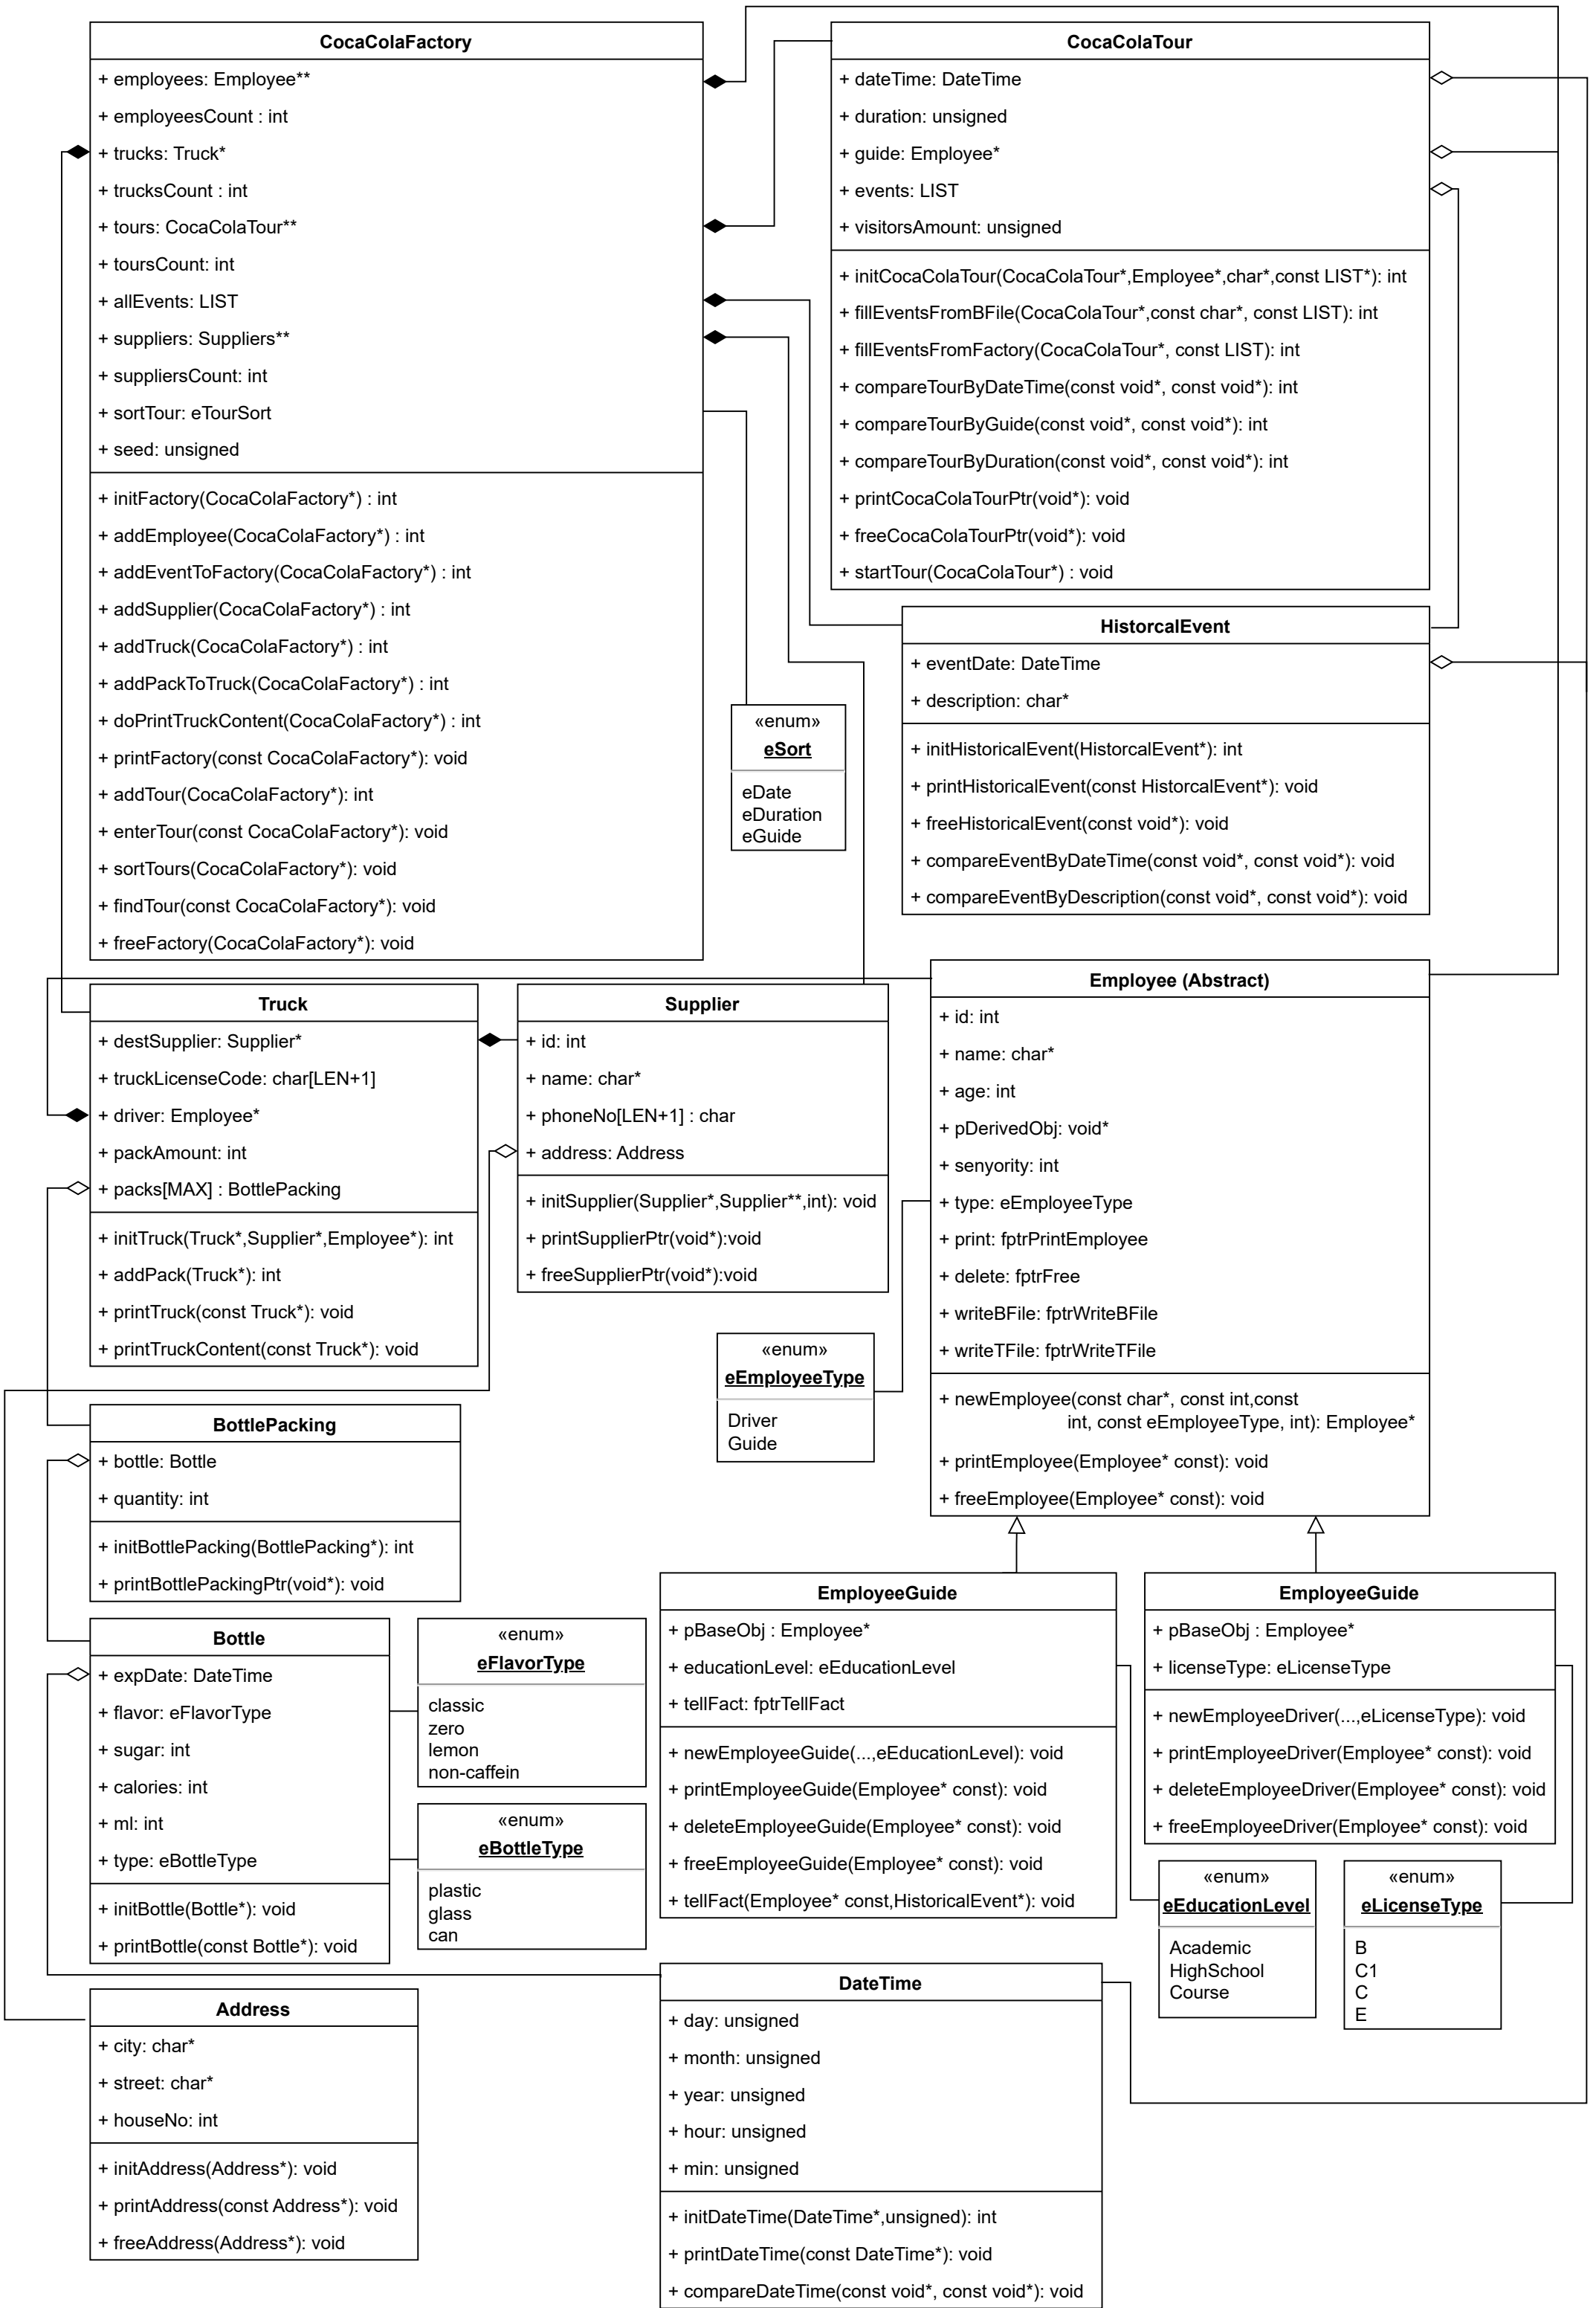 CocaColaFactory
+ employees: Employee**
+ employeesCount : int
+ trucks: Truck*
+ trucksCount : int
+ tours: CocaColaTour**
+ toursCount: int
+ allEvents: LIST
+ suppliers: Suppliers**
+ suppliersCount: int
+ sortTour: eTourSort
+ seed: unsigned
+ initFactory(CocaColaFactory*) : int
+ addEmployee(CocaColaFactory*) : int
+ addEventToFactory(CocaColaFactory*) : int
+ addSupplier(CocaColaFactory*) : int
+ addTruck(CocaColaFactory*) : int
+ addPackToTruck(CocaColaFactory*) : int
+ doPrintTruckContent(CocaColaFactory*) : int
+ printFactory(const CocaColaFactory*): void
+ addTour(CocaColaFactory*): int
+ enterTour(const CocaColaFactory*): void
+ sortTours(CocaColaFactory*): void
+ findTour(const CocaColaFactory*): void
+ freeFactory(CocaColaFactory*): void
CocaColaTour
+ dateTime: DateTime
+ duration: unsigned
+ guide: Employee*
+ events: LIST
+ visitorsAmount: unsigned
+ initCocaColaTour(CocaColaTour*,Employee*,char*,const LIST*): int
+ fillEventsFromBFile(CocaColaTour*,const char*, const LIST): int
+ fillEventsFromFactory(CocaColaTour*, const LIST): int
+ compareTourByDateTime(const void*, const void*): int
+ compareTourByGuide(const void*, const void*): int
+ compareTourByDuration(const void*, const void*): int
+ printCocaColaTourPtr(void*): void
+ freeCocaColaTourPtr(void*): void
+ startTour(CocaColaTour*) : void
HistorcalEvent
+ eventDate: DateTime
+ description: char*
+ initHistoricalEvent(HistorcalEvent*): int
+ printHistoricalEvent(const HistorcalEvent*): void
+ freeHistoricalEvent(const void*): void
+ compareEventByDateTime(const void*, const void*): void
+ compareEventByDescription(const void*, const void*): void
«enum»
eSort
eDate
eDuration
eGuide
Truck
+ destSupplier: Supplier*
+ truckLicenseCode: char[LEN+1]
+ driver: Employee*
+ packAmount: int
+ packs[MAX] : BottlePacking
+ initTruck(Truck*,Supplier*,Employee*): int
+ addPack(Truck*): int
+ printTruck(const Truck*): void
+ printTruckContent(const Truck*): void
Supplier
+ id: int
+ name: char*
+ phoneNo[LEN+1] : char
+ address: Address
+ initSupplier(Supplier*,Supplier**,int): void
+ printSupplierPtr(void*):void
+ freeSupplierPtr(void*):void
Employee (Abstract)
+ id: int
+ name: char*
+ age: int
+ pDerivedObj: void*
+ senyority: int
+ type: eEmployeeType
+ print: fptrPrintEmployee
+ delete: fptrFree
+ writeBFile: fptrWriteBFile
+ writeTFile: fptrWriteTFile
+ newEmployee(const char*, const int,const
int, const eEmployeeType, int): Employee*
+ printEmployee(Employee* const): void
+ freeEmployee(Employee* const): void
«enum»
eEmployeeType
Driver
Guide
BottlePacking
+ bottle: Bottle
+ quantity: int
+ initBottlePacking(BottlePacking*): int
+ printBottlePackingPtr(void*): void
Bottle
+ expDate: DateTime
+ flavor: eFlavorType
+ sugar: int
+ calories: int
+ ml: int
+ type: eBottleType
+ initBottle(Bottle*): void
+ printBottle(const Bottle*): void
«enum»
eFlavorType
classic
zero
lemon
non-caffein
«enum»
eBottleType
plastic
glass
can
EmployeeGuide
+ pBaseObj : Employee*
+ educationLevel: eEducationLevel
+ tellFact: fptrTellFact
+ newEmployeeGuide(...,eEducationLevel): void
+ printEmployeeGuide(Employee* const): void
+ deleteEmployeeGuide(Employee* const): void
+ freeEmployeeGuide(Employee* const): void
+ tellFact(Employee* const,HistoricalEvent*): void
EmployeeGuide
+ pBaseObj : Employee*
+ licenseType: eLicenseType
+ newEmployeeDriver(...,eLicenseType): void
+ printEmployeeDriver(Employee* const): void
+ deleteEmployeeDriver(Employee* const): void
+ freeEmployeeDriver(Employee* const): void
«enum»
eEducationLevel
Academic
HighSchool
Course
«enum»
eLicenseType
B
C1
C
E
Address
+ city: char*
+ street: char*
+ houseNo: int
+ initAddress(Address*): void
+ printAddress(const Address*): void
+ freeAddress(Address*): void
DateTime
+ day: unsigned
+ month: unsigned
+ year: unsigned
+ hour: unsigned
+ min: unsigned
+ initDateTime(DateTime*,unsigned): int
+ printDateTime(const DateTime*): void
+ compareDateTime(const void*, const void*): void